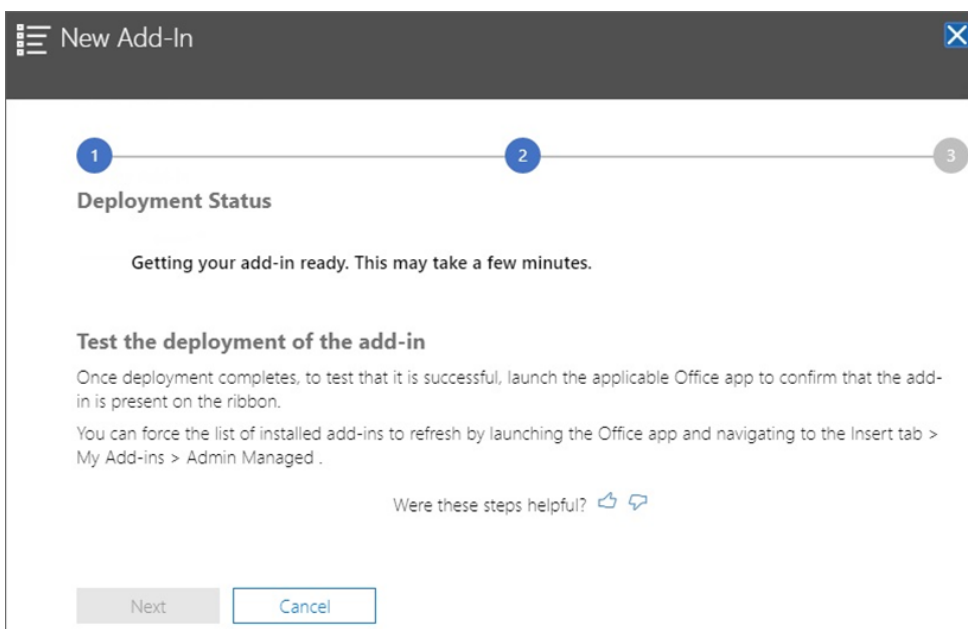 New Add-In
1
2
3
Deployment Status
Getting your add-in ready. This may take a few minutes.
Test the deployment of the add-in
Once deployment completes, to test that it is successful, launch the applicable Office app to confirm that the add-
in is present on the ribbon.
You can force the list of installed add-ins to refresh by launching the Office app and navigating to the Insert tab >
My Add-ins > Admin Managed .
Were these steps helpful?
Next
Cancel